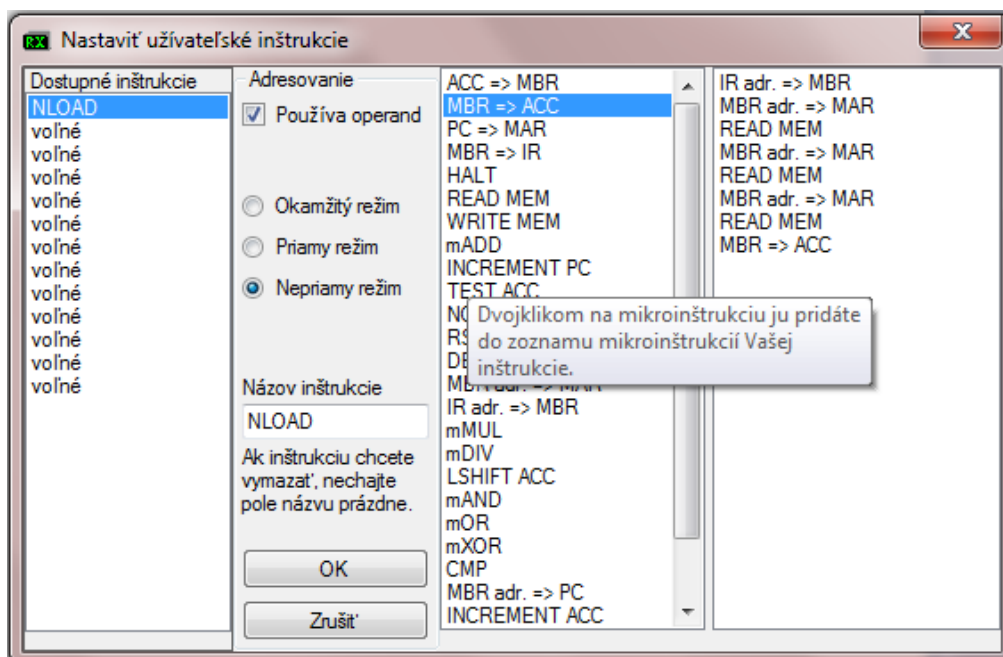 RX Nastaviť užívateľské inštrukcie
x
Dostupné inštrukcie
NLOAD
voľné
voľné
voľné
voľné
voľné
voľné
voľné
voľné
voľné
voľné
voľné
voľné
Adresovanie
Používa operand
Okamžitý režim
Priamy režim
Nepriamy režim
Názov inštrukcie
NLOAD
Ak inštrukciu chcete
vymazať, nechajte
pole názvu prázdne.
OK
Zrušiť
ACC => MBR
MBR => ACC
PC => MAR
MBR => IR
HALT
READ MEM
WRITE MEM
mADD
INCREMENT PC
TEST ACC
Dvojklikom na mikroinštrukciu ju pridáte
do zoznamu mikroinštrukcií Vašej
inštrukcie.
MBR adr. => MAR
IR adr. => MBR
mMUL
mDIV
LSHIFT ACC
mAND
mOR
mXOR
CMP
MBR adr. => PC
INCREMENT ACC
IR adr. => MBR
MBR adr. => MAR
READ MEM
MBR adr. => MAR
READ MEM
MBR adr. => MAR
READ MEM
MBR => ACC